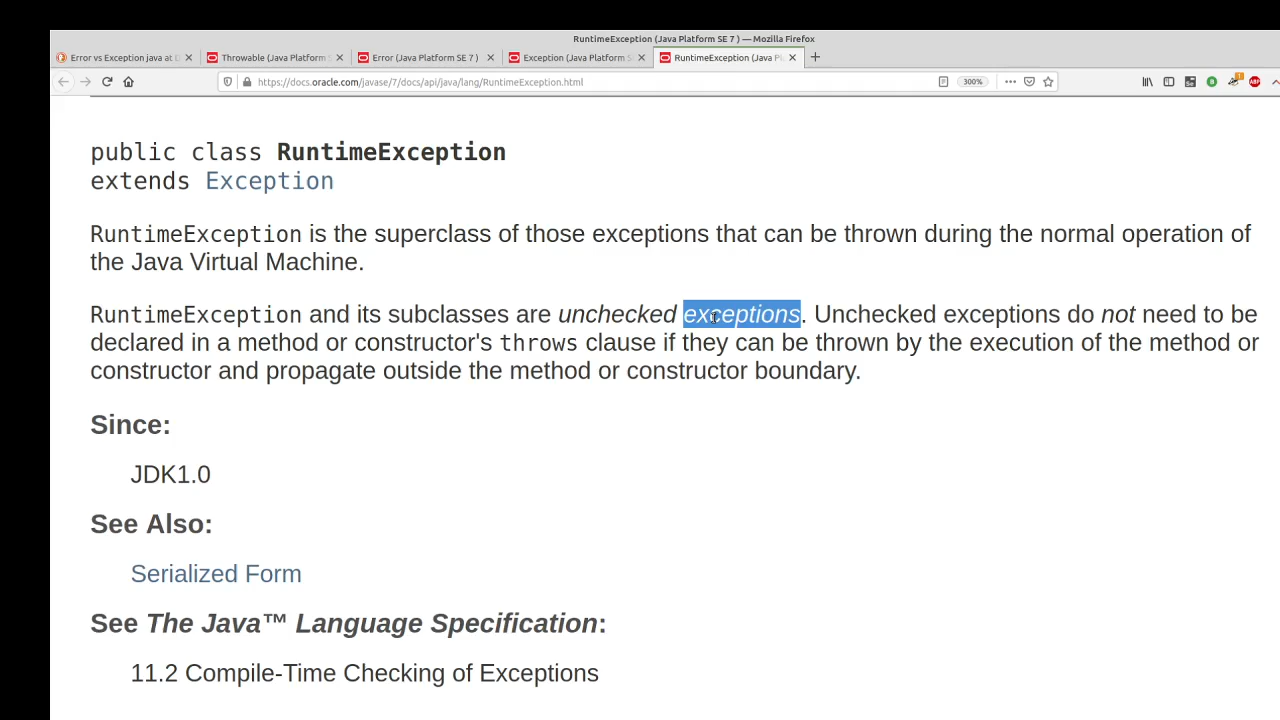 RuntimeException (Java Platform SE 7 ) — Mozilla Firefox
Error vs Exception java at D
Throwable (Java Platform S
Error (Java Platform SE 7 )
Exception (Java Platform S
RuntimeException (Java Pl
https://docs.oracle.com/javase/7/docs/api/java/lang/RuntimeException.html
300%
public class RuntimeException
extends Exception
RuntimeException is the superclass of those exceptions that can be thrown during the normal operation of
the Java Virtual Machine.
RuntimeException and its subclasses are unchecked exceptions. Unchecked exceptions do not need to be
declared in a method or constructor's throws clause if they can be thrown by the execution of the method or
constructor and propagate outside the method or constructor boundary.
Since:
JDK1.0
See Also:
Serialized Form
See The Java™ Language Specification:
11.2 Compile-Time Checking of Exceptions